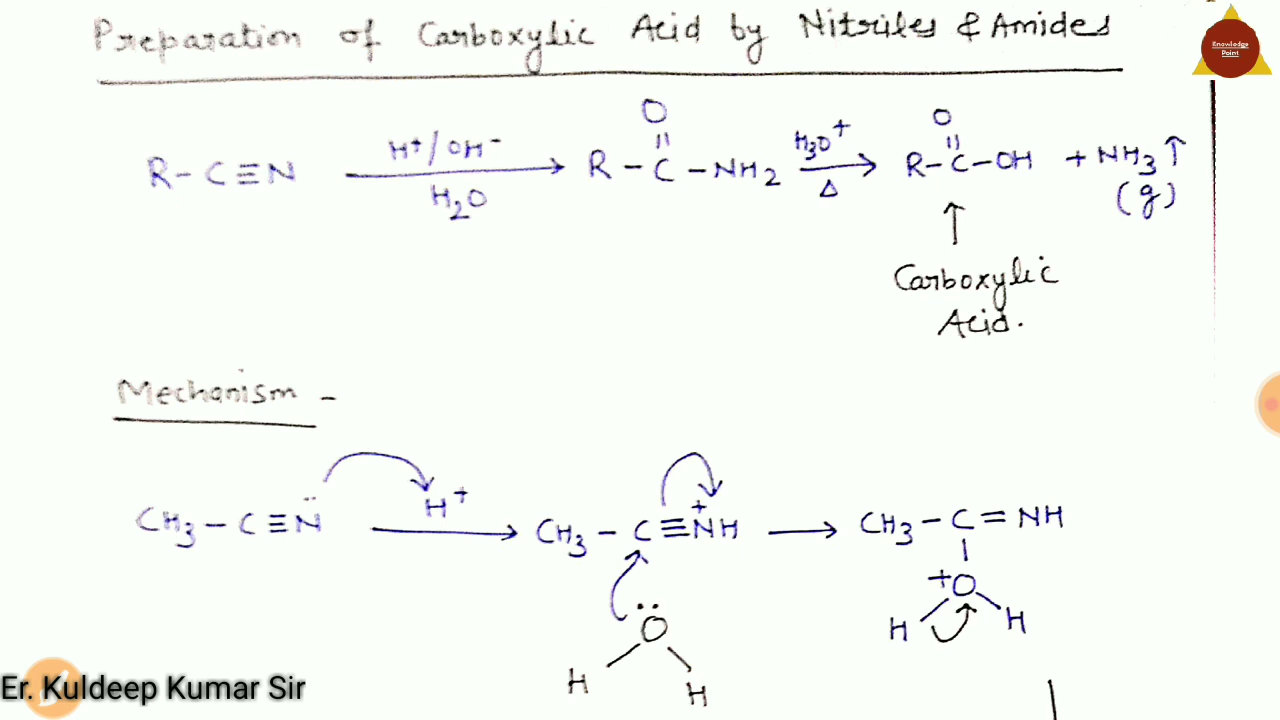 Preparation of Carboxylic Acid by Nitriles & Amides
Knowledge
Point
O
O
R-C≡N H+/OH- R-C-NH2 H3O+ R-C-OH + NH3↑
H2O Δ (g)
↑
Carboxylic
Acid.
Mechanism -
CH3-C≡N̈ H+ CH3-C≡N+H → CH3-C=NH
+O
H H
Ö
H H
Er. Kuldeep Kumar Sir